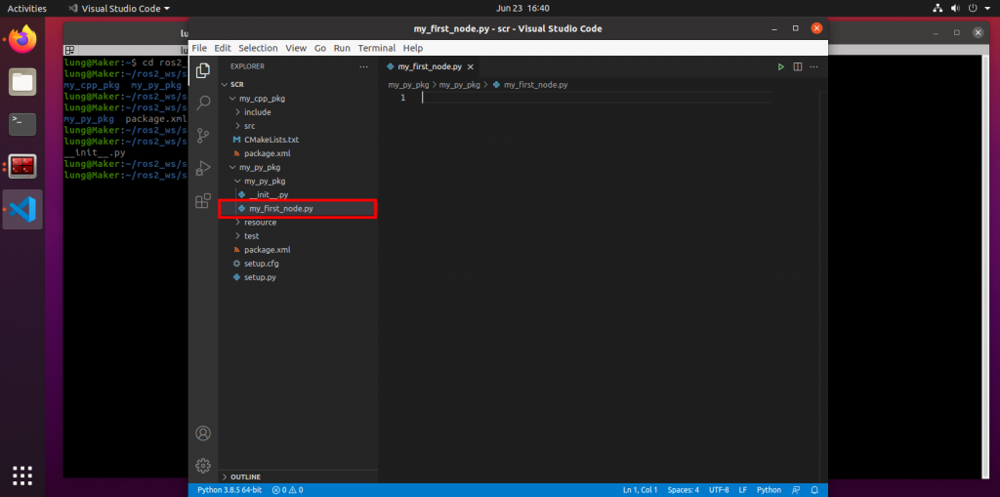 Activities
Visual Studio Code
Jun 23 16:40
my_first_node.py - scr - Visual Studio Code
File Edit Selection View Go Run Terminal Help
lung@Maker:~$ cd ros2_
my_cpp_pkg my_py_pkg
lung@Maker:~/ros2_ws/s
lung@Maker:~/ros2_ws/s
my_py_pkg package.xml
lung@Maker:~/ros2_ws/s
lung@Maker:~/ros2_ws/s
__init__.py
lung@Maker:~/ros2_ws/s
lung@Maker:~/ros2_ws/s
EXPLORER
SCR
my_cpp_pkg
include
src
CMakeLists.txt
package.xml
my_py_pkg
my_py_pkg
__init__.py
my_first_node.py
resource
test
package.xml
setup.cfg
setup.py
OUTLINE
my_first_node.py
my_py_pkg > my_py_pkg > my_first_node.py
1
Python 3.8.5 64-bit 0 0
Ln 1, Col 1 Spaces: 4 UTF-8 LF Python